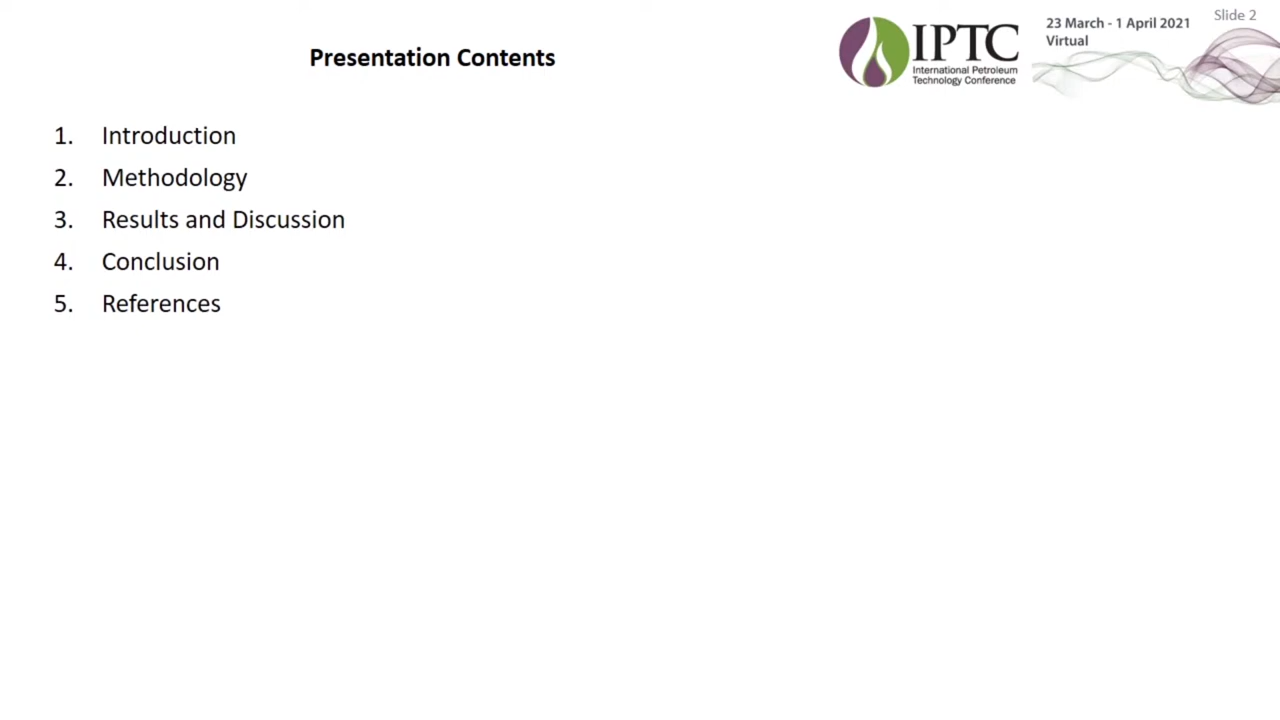 Slide 2
23 March - 1 April 2021
Virtual
IPTC
International Petroleum
Technology Conference
Presentation Contents
1. Introduction
2. Methodology
3. Results and Discussion
4. Conclusion
5. References